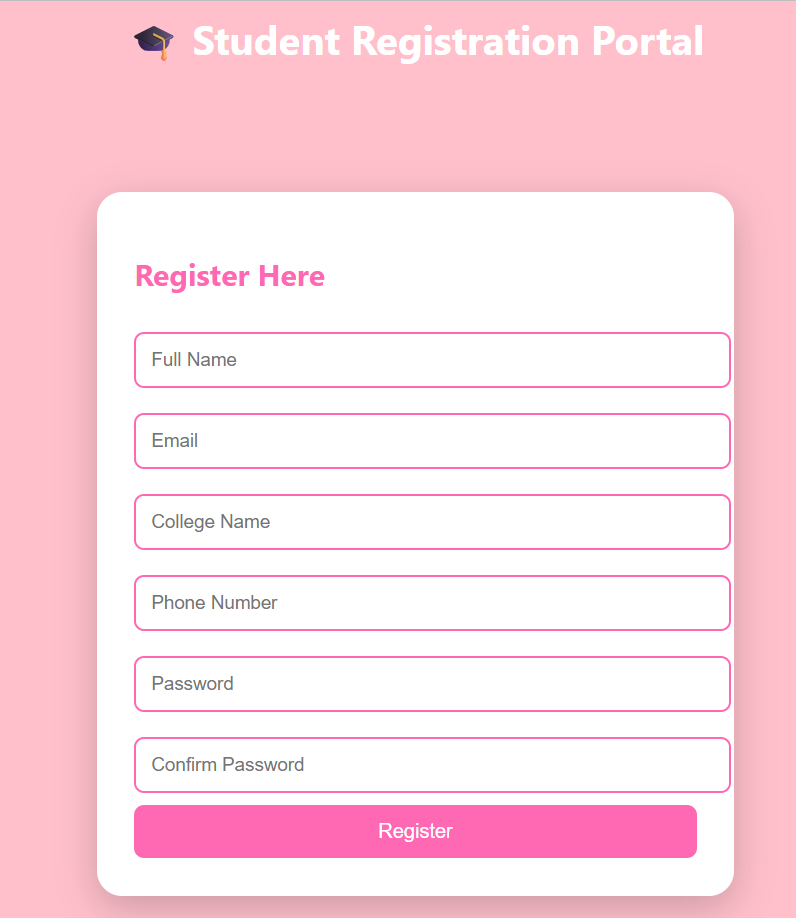 🎓 Student Registration Portal
Register Here
Full Name
Email
College Name
Phone Number
Password
Confirm Password
Register